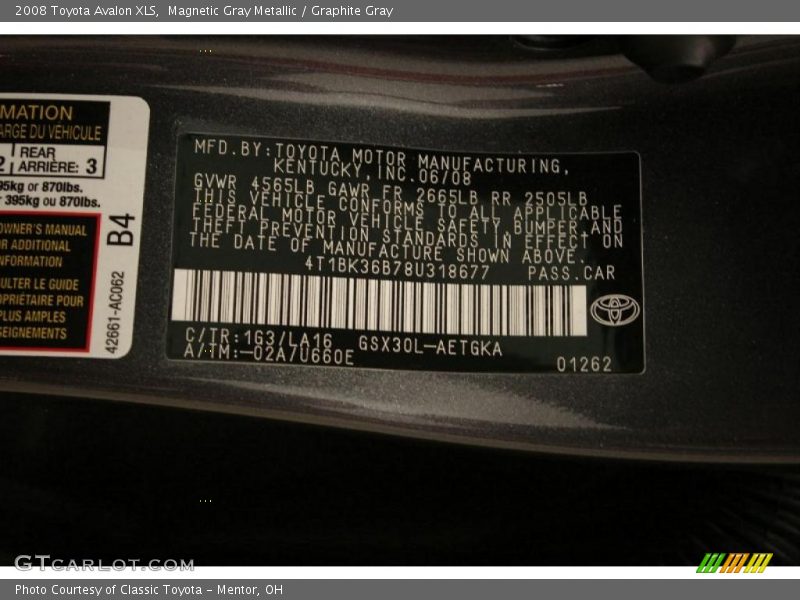 2008 Toyota Avalon XLS, Magnetic Gray Metallic / Graphite Gray
MATION
ARGE DU VÉHICULE
2 REAR
ARRIÈRE: 3
95kg or 870lbs.
395kg ou 870lbs.
OWNER'S MANUAL
OR ADDITIONAL
NFORMATION
ULTER LE GUIDE
OPRIÉTAIRE POUR
PLUS AMPLES
SEIGNEMENTS
42661-AC062 B4
MFD.BY:TOYOTA MOTOR MANUFACTURING,
KENTUCKY,INC.06/08
GVWR 4565LB GAWR FR 2665LB RR 2505LB
THIS VEHICLE CONFORMS TO ALL APPLICABLE
FEDERAL MOTOR VEHICLE SAFETY,BUMPER,AND
THEFT PREVENTION STANDARDS IN EFFECT ON
THE DATE OF MANUFACTURE SHOWN ABOVE.
4T1BK36B78U318677 PASS.CAR
C/TR:1G3/LA16 GSX30L-AETGKA
A/TM:-02A/U660E 01262
GTCARLOT.COM
Photo Courtesy of Classic Toyota - Mentor, OH